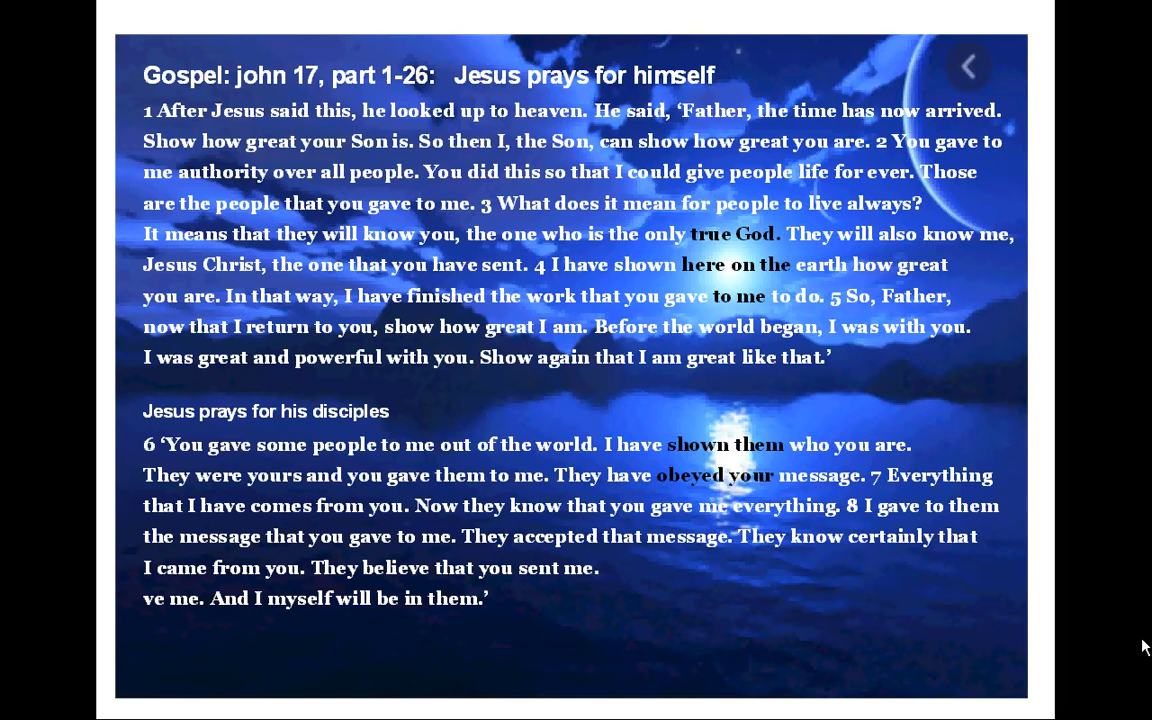 Gospel: john 17, part 1-26: Jesus prays for himself
1 After Jesus said this, he looked up to heaven. He said, ‘Father, the time has now arrived.
Show how great your Son is. So then I, the Son, can show how great you are. 2 You gave to
me authority over all people. You did this so that I could give people life for ever. Those
are the people that you gave to me. 3 What does it mean for people to live always?
It means that they will know you, the one who is the only true God. They will also know me,
Jesus Christ, the one that you have sent. 4 I have shown here on the earth how great
you are. In that way, I have finished the work that you gave to me to do. 5 So, Father,
now that I return to you, show how great I am. Before the world began, I was with you.
I was great and powerful with you. Show again that I am great like that.’
Jesus prays for his disciples
6 ‘You gave some people to me out of the world. I have shown them who you are.
They were yours and you gave them to me. They have obeyed your message. 7 Everything
that I have comes from you. Now they know that you gave me everything. 8 I gave to them
the message that you gave to me. They accepted that message. They know certainly that
I came from you. They believe that you sent me.
ve me. And I myself will be in them.’